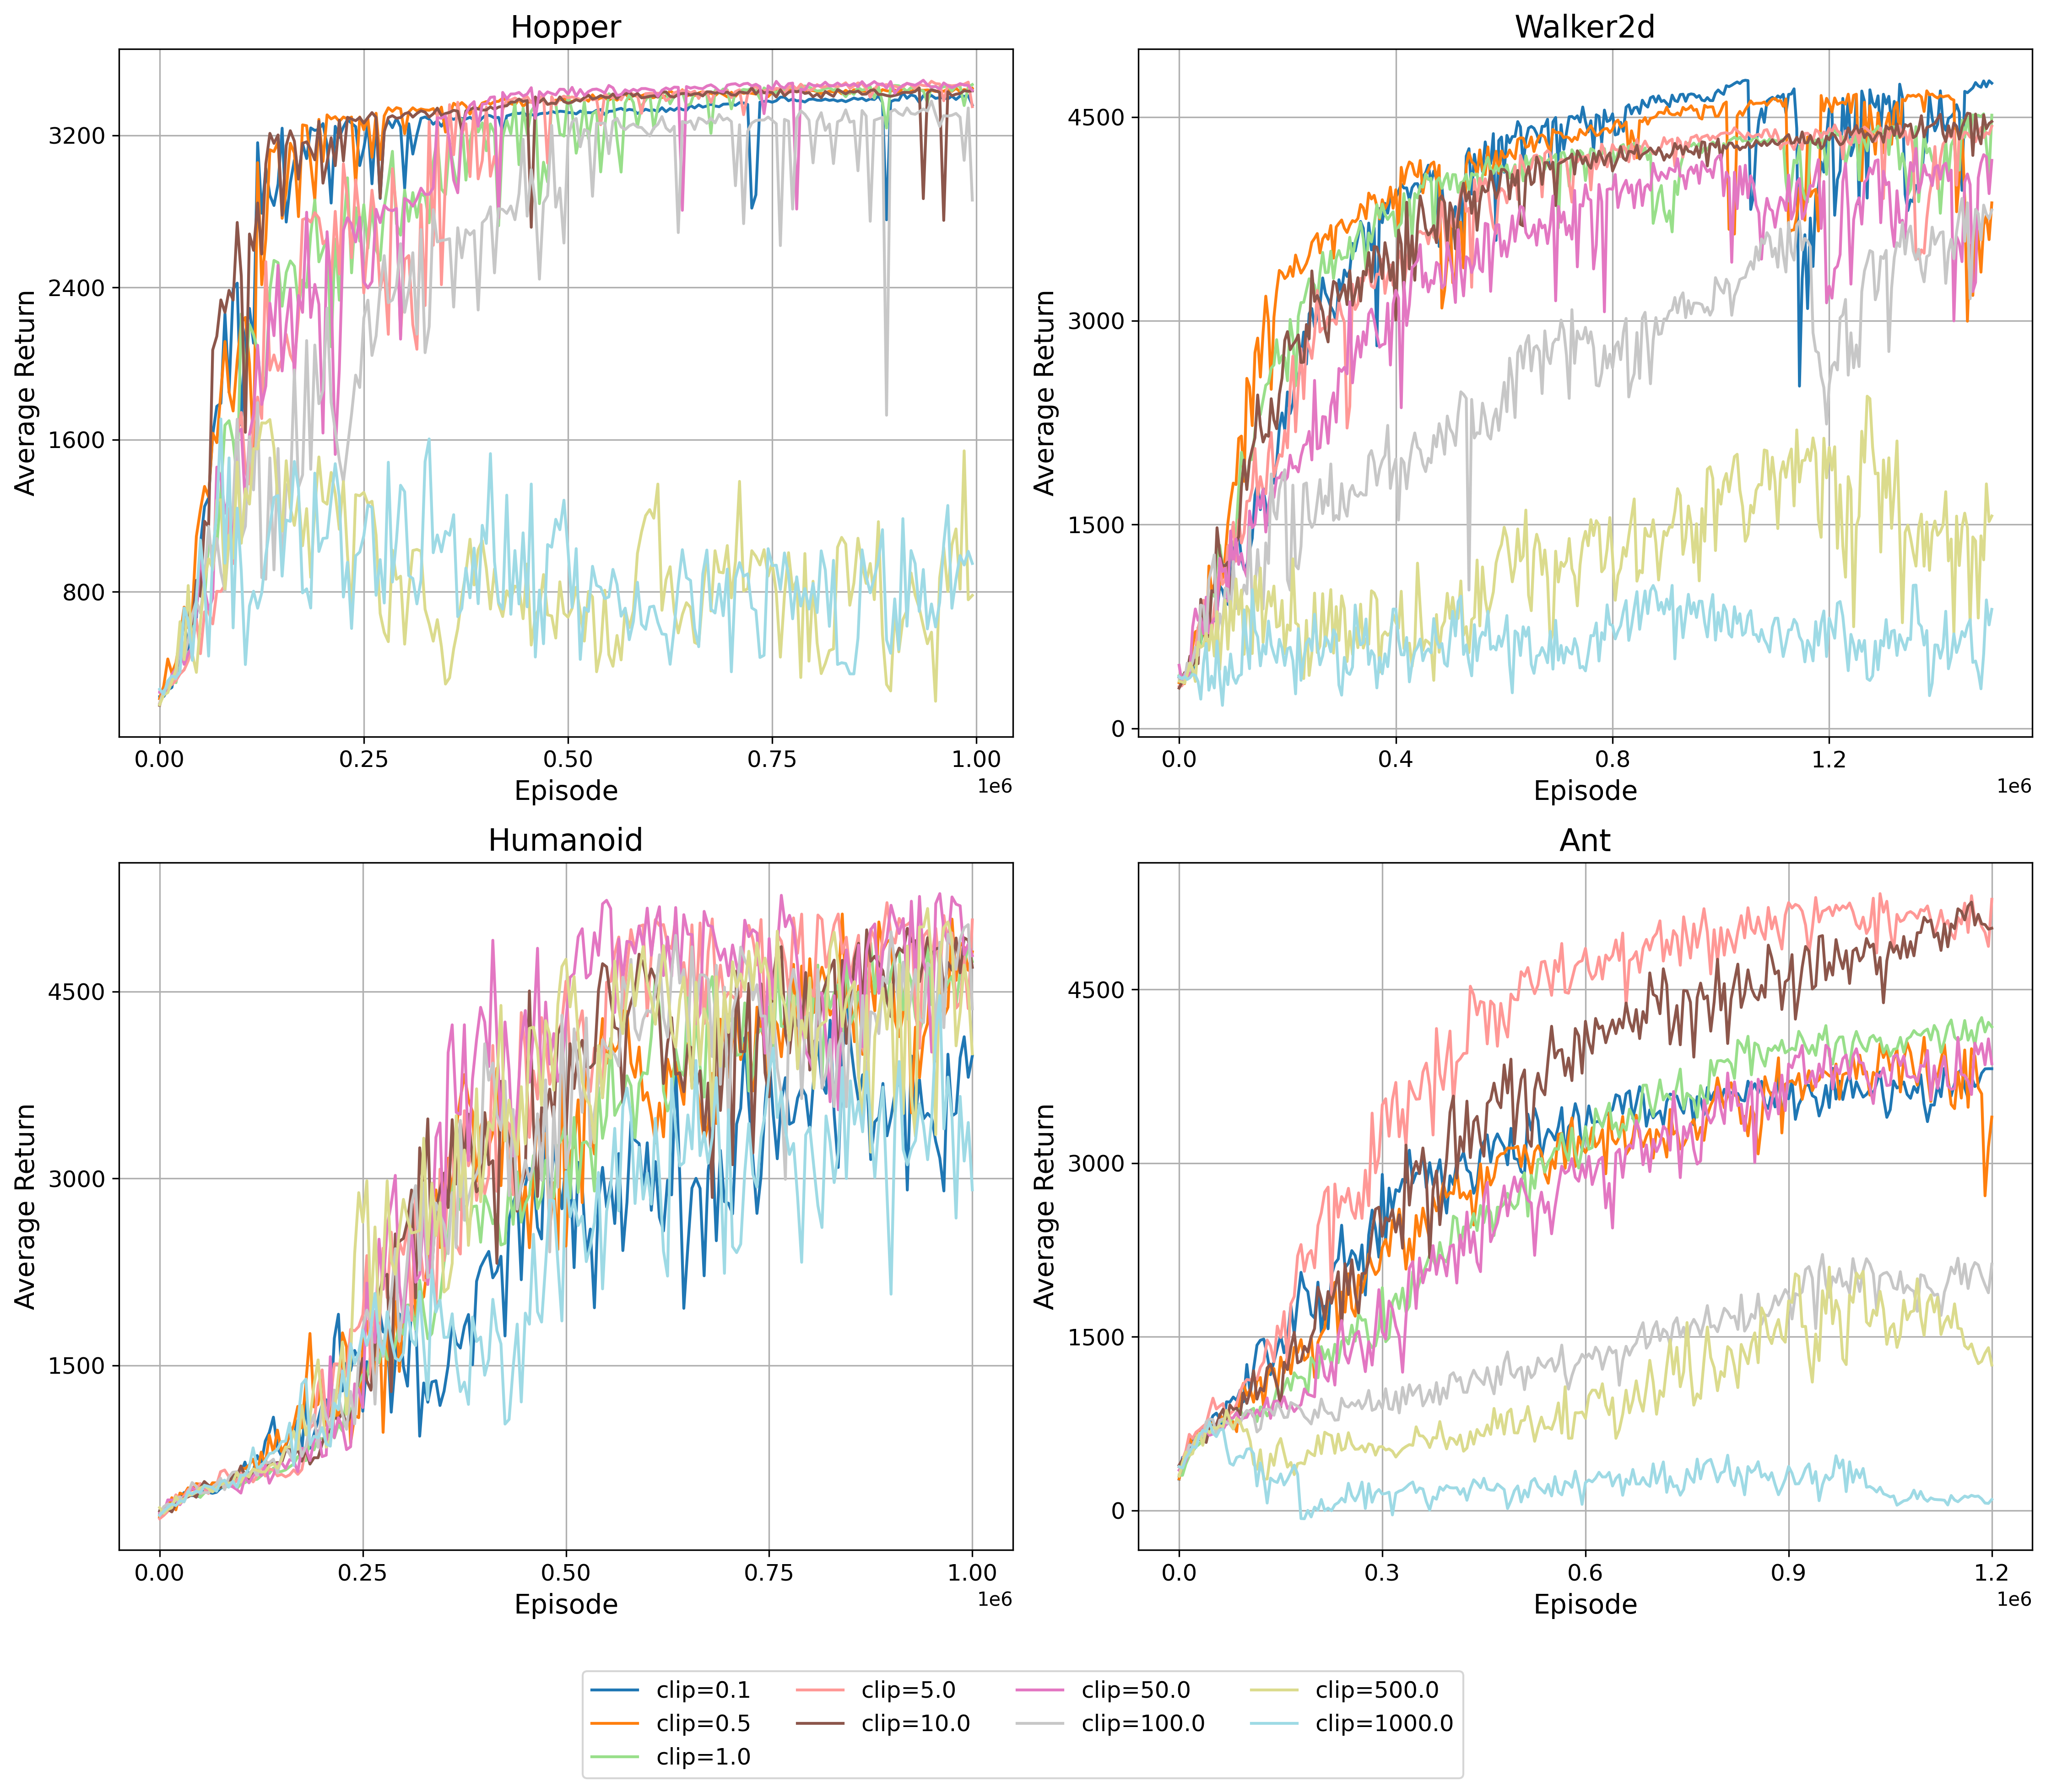 Hopper
Average Return
3200
2400
1600
800
0.00 0.25 0.50 0.75 1.00
1e6
Episode
Walker2d
Average Return
4500
3000
1500
0
0.0 0.4 0.8 1.2
1e6
Episode
Humanoid
Average Return
4500
3000
1500
0.00 0.25 0.50 0.75 1.00
1e6
Episode
Ant
Average Return
4500
3000
1500
0
0.0 0.3 0.6 0.9 1.2
1e6
Episode
clip=0.1 clip=5.0 clip=50.0 clip=500.0
clip=0.5 clip=10.0 clip=100.0 clip=1000.0
clip=1.0